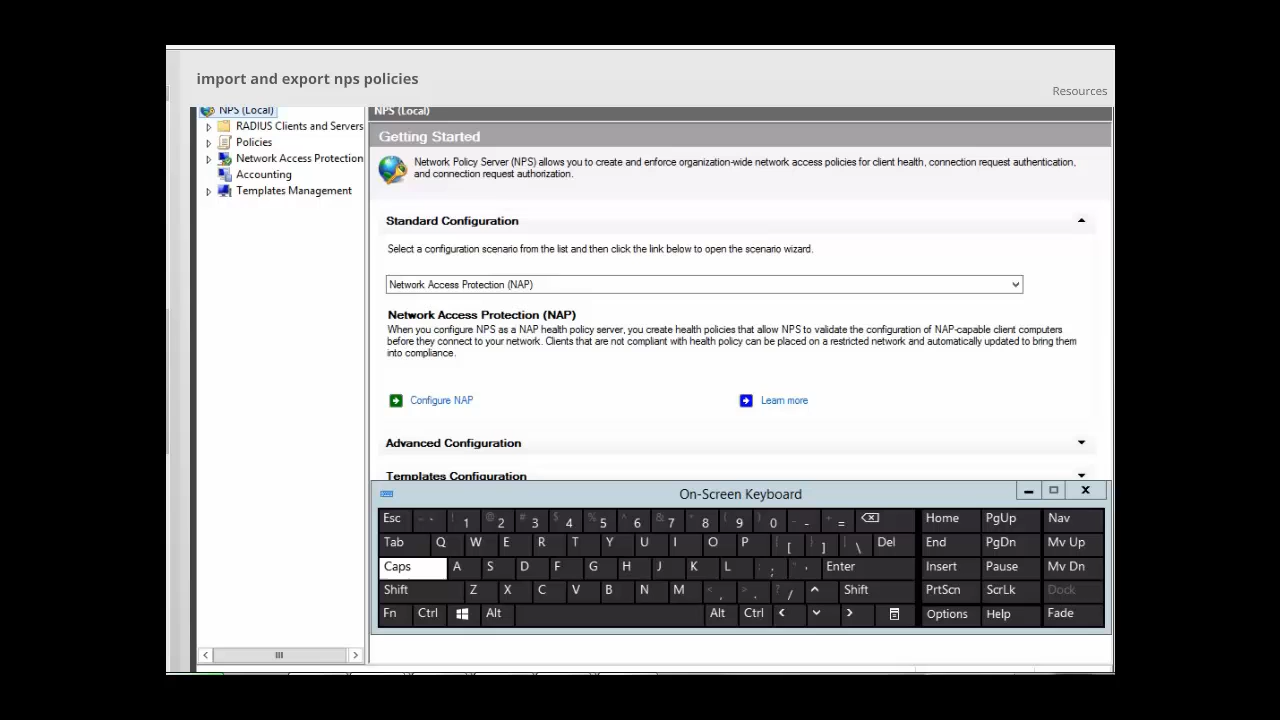 import and export nps policies
Resources
NPS (Local)
RADIUS Clients and Servers
Policies
Network Access Protection
Accounting
Templates Management
NPS (Local)
Getting Started
Network Policy Server (NPS) allows you to create and enforce organization-wide network access policies for client health, connection request authentication,
and connection request authorization.
Standard Configuration
Select a configuration scenario from the list and then click the link below to open the scenario wizard.
Network Access Protection (NAP)
Network Access Protection (NAP)
When you configure NPS as a NAP health policy server, you create health policies that allow NPS to validate the configuration of NAP-capable client computers
before they connect to your network. Clients that are not compliant with health policy can be placed on a restricted network and automatically updated to bring them
into compliance.
Configure NAP
Learn more
Advanced Configuration
Templates Configuration
On-Screen Keyboard
Esc ~ ` ! 1 @ 2 # 3 $ 4 % 5 ^ 6 & 7 * 8 ( 9 ) 0 _ - + = Home PgUp Nav
Tab Q W E R T Y U I O P { [ } ] | \ Del End PgDn Mv Up
Caps A S D F G H J K L : ; " ' Enter Insert Pause Mv Dn
Shift Z X C V B N M < , > . ? / Shift PrtScn ScrLk Dock
Fn Ctrl Alt Alt Ctrl Options Help Fade